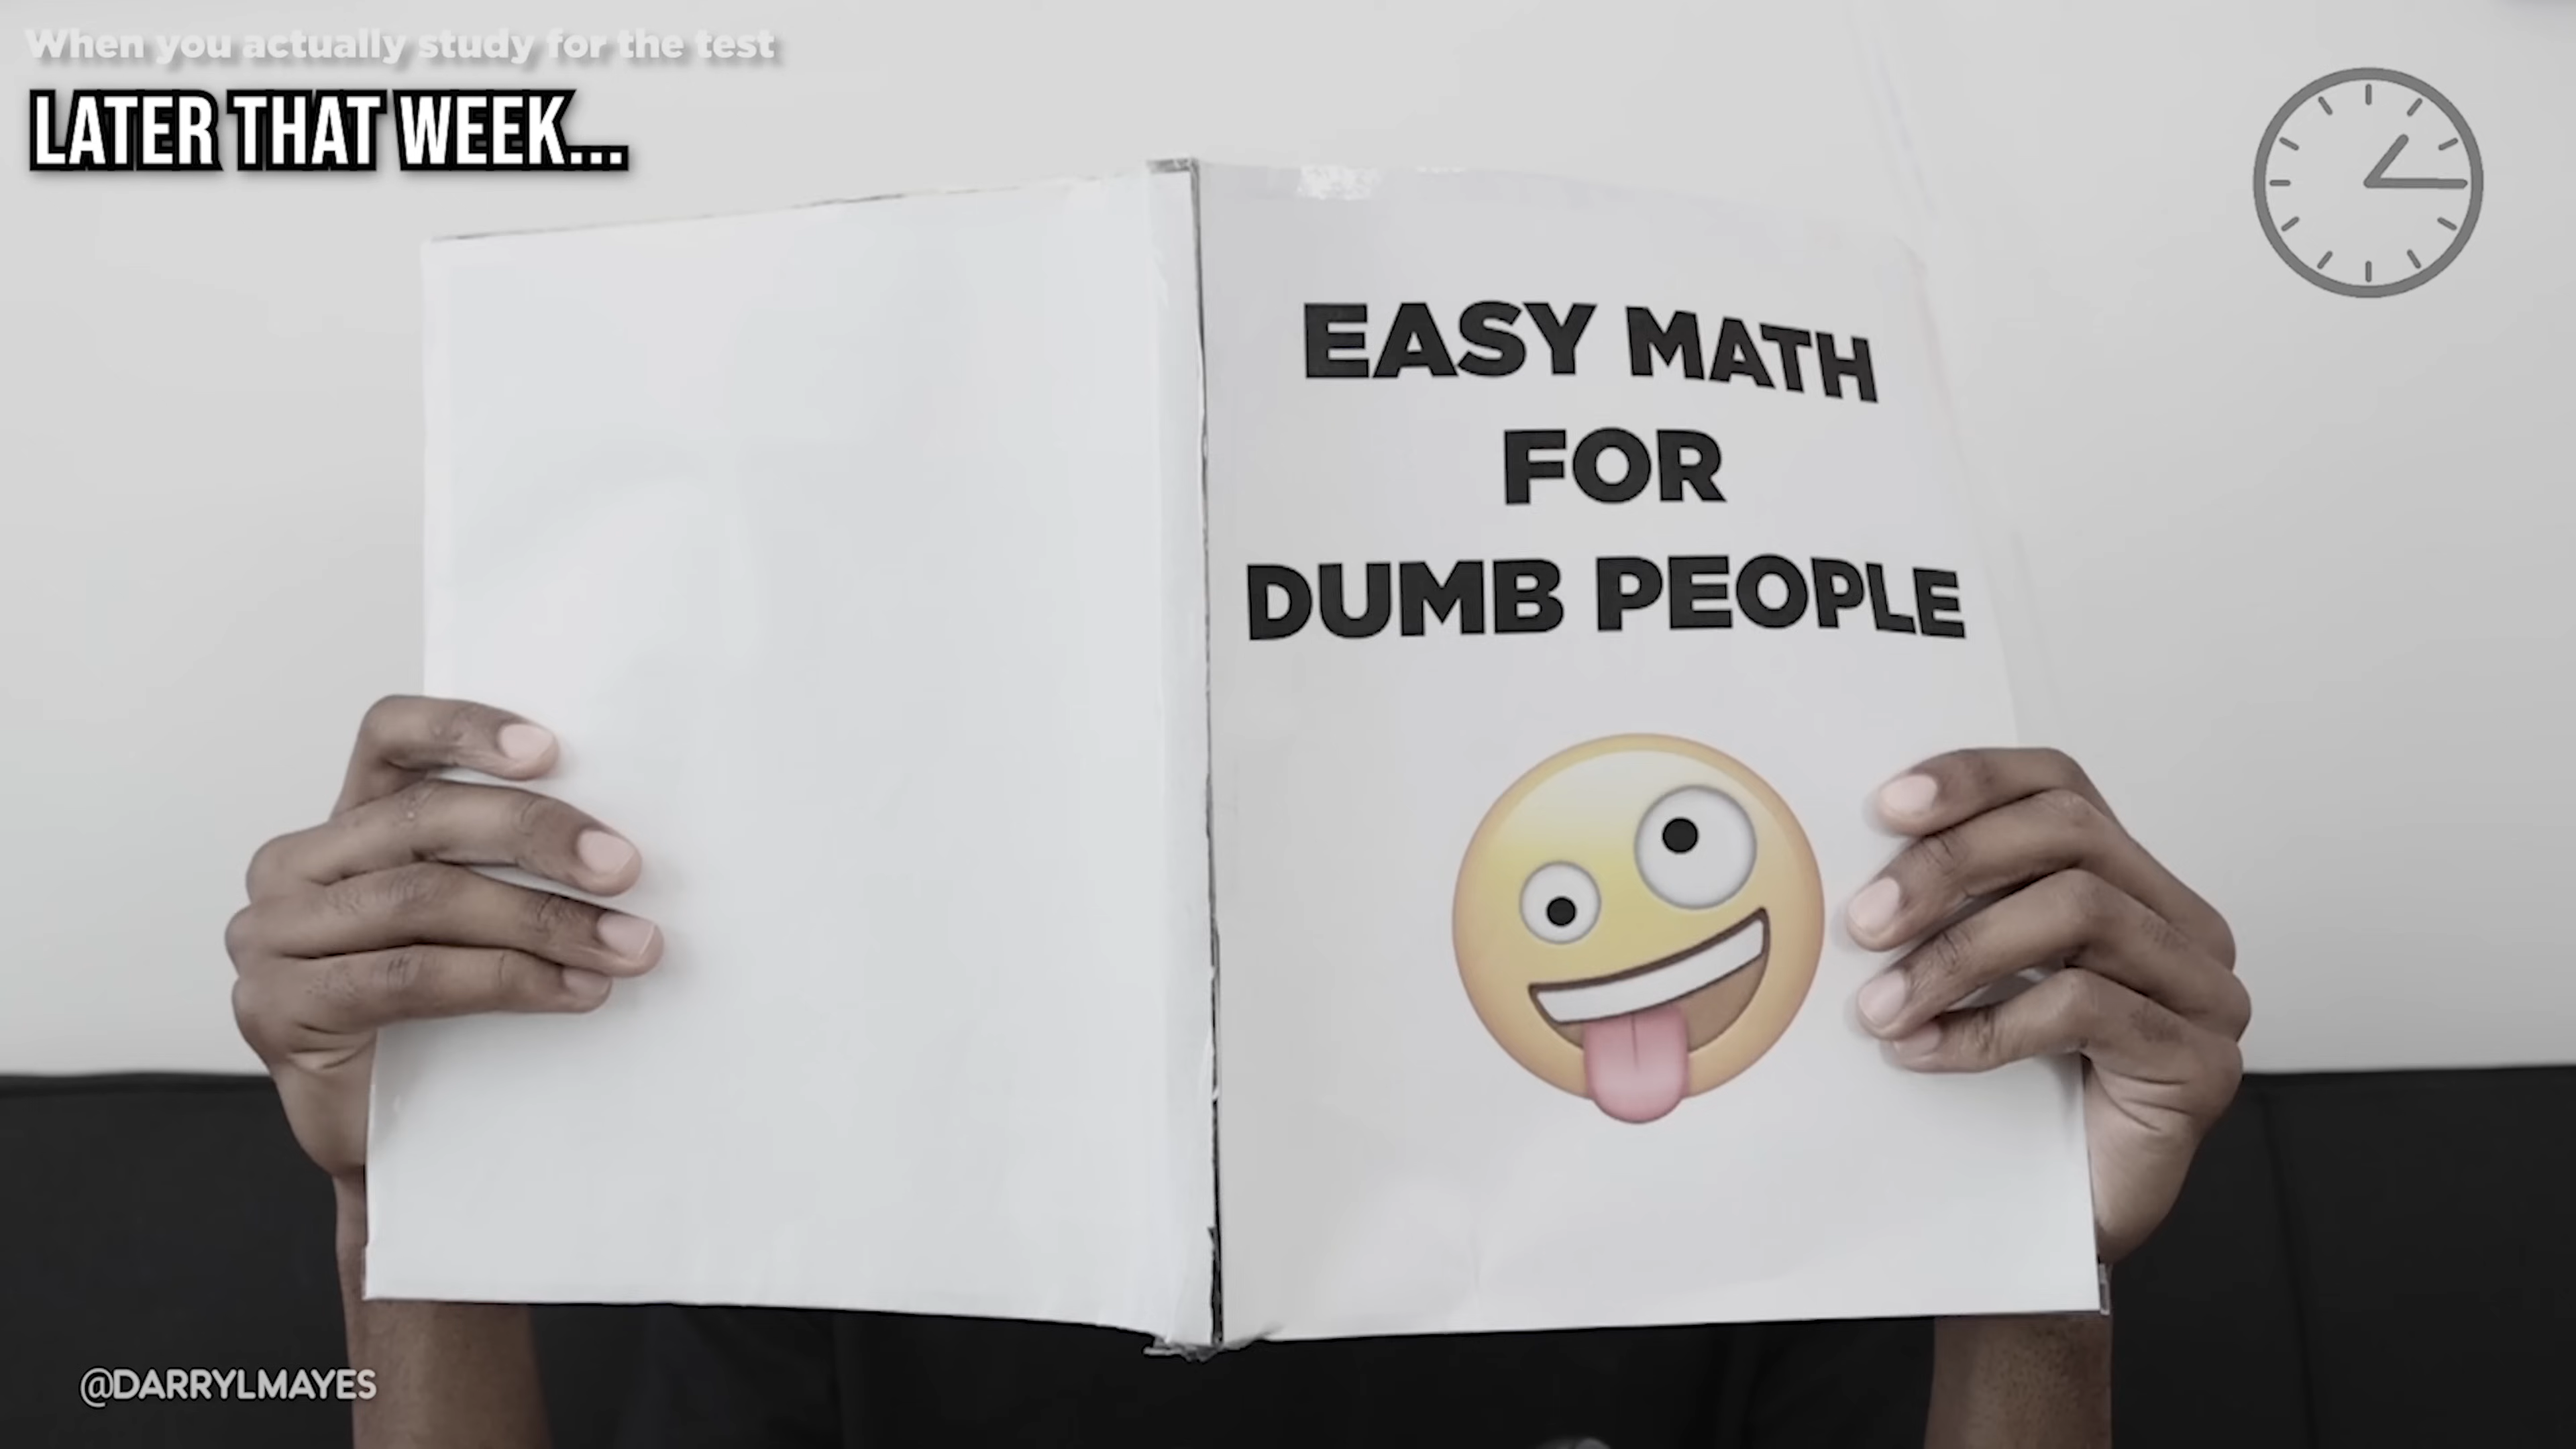 When you actually study for the test
LATER THAT WEEK...
EASY MATH
FOR
DUMB PEOPLE
@DARRYLMAYES